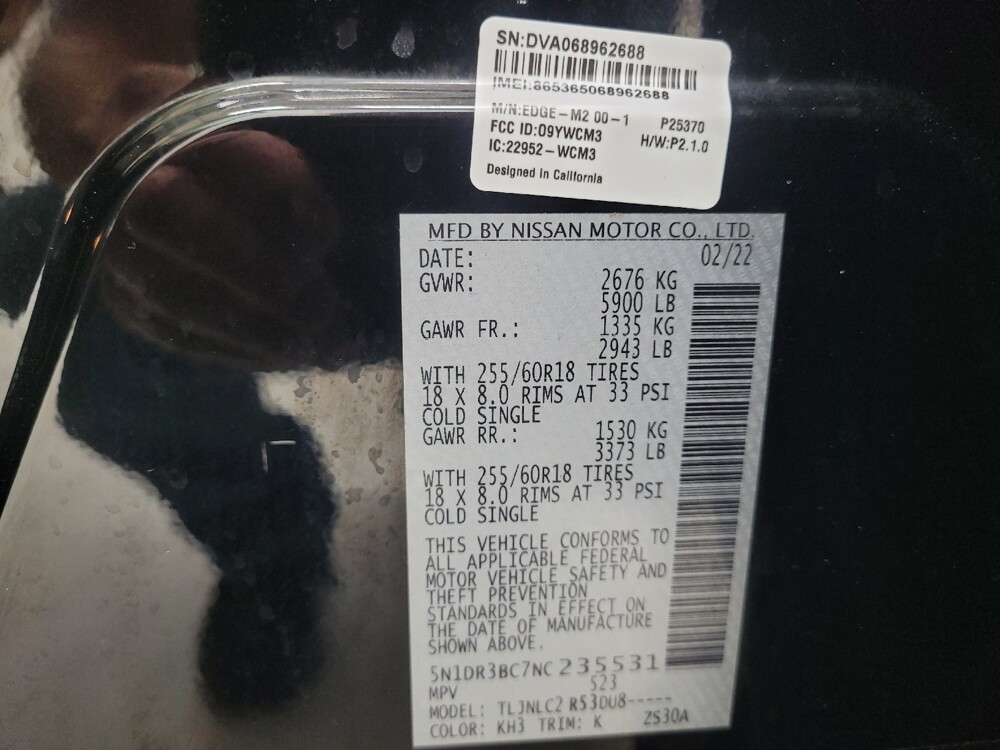 SN:DVA068962688
IMEI:865365068962688
M/N:EDGE-M2 00-1 P25370
FCC ID:O9YWCM3 H/W:P2.1.0
IC:22952-WCM3
Designed in California
MFD BY NISSAN MOTOR CO., LTD.
DATE: 02/22
GVWR: 2676 KG
5900 LB
GAWR FR.: 1335 KG
2943 LB
WITH 255/60R18 TIRES
18 X 8.0 RIMS AT 33 PSI
COLD SINGLE
GAWR RR.: 1530 KG
3373 LB
WITH 255/60R18 TIRES
18 X 8.0 RIMS AT 33 PSI
COLD SINGLE
THIS VEHICLE CONFORMS TO
ALL APPLICABLE FEDERAL
MOTOR VEHICLE SAFETY AND
THEFT PREVENTION
STANDARDS IN EFFECT ON
THE DATE OF MANUFACTURE
SHOWN ABOVE.
5N1DR3BC7NC235531
MPV 523
MODEL: TLJNLC2 R53DU8-----
COLOR: KH3 TRIM: K ZS30A